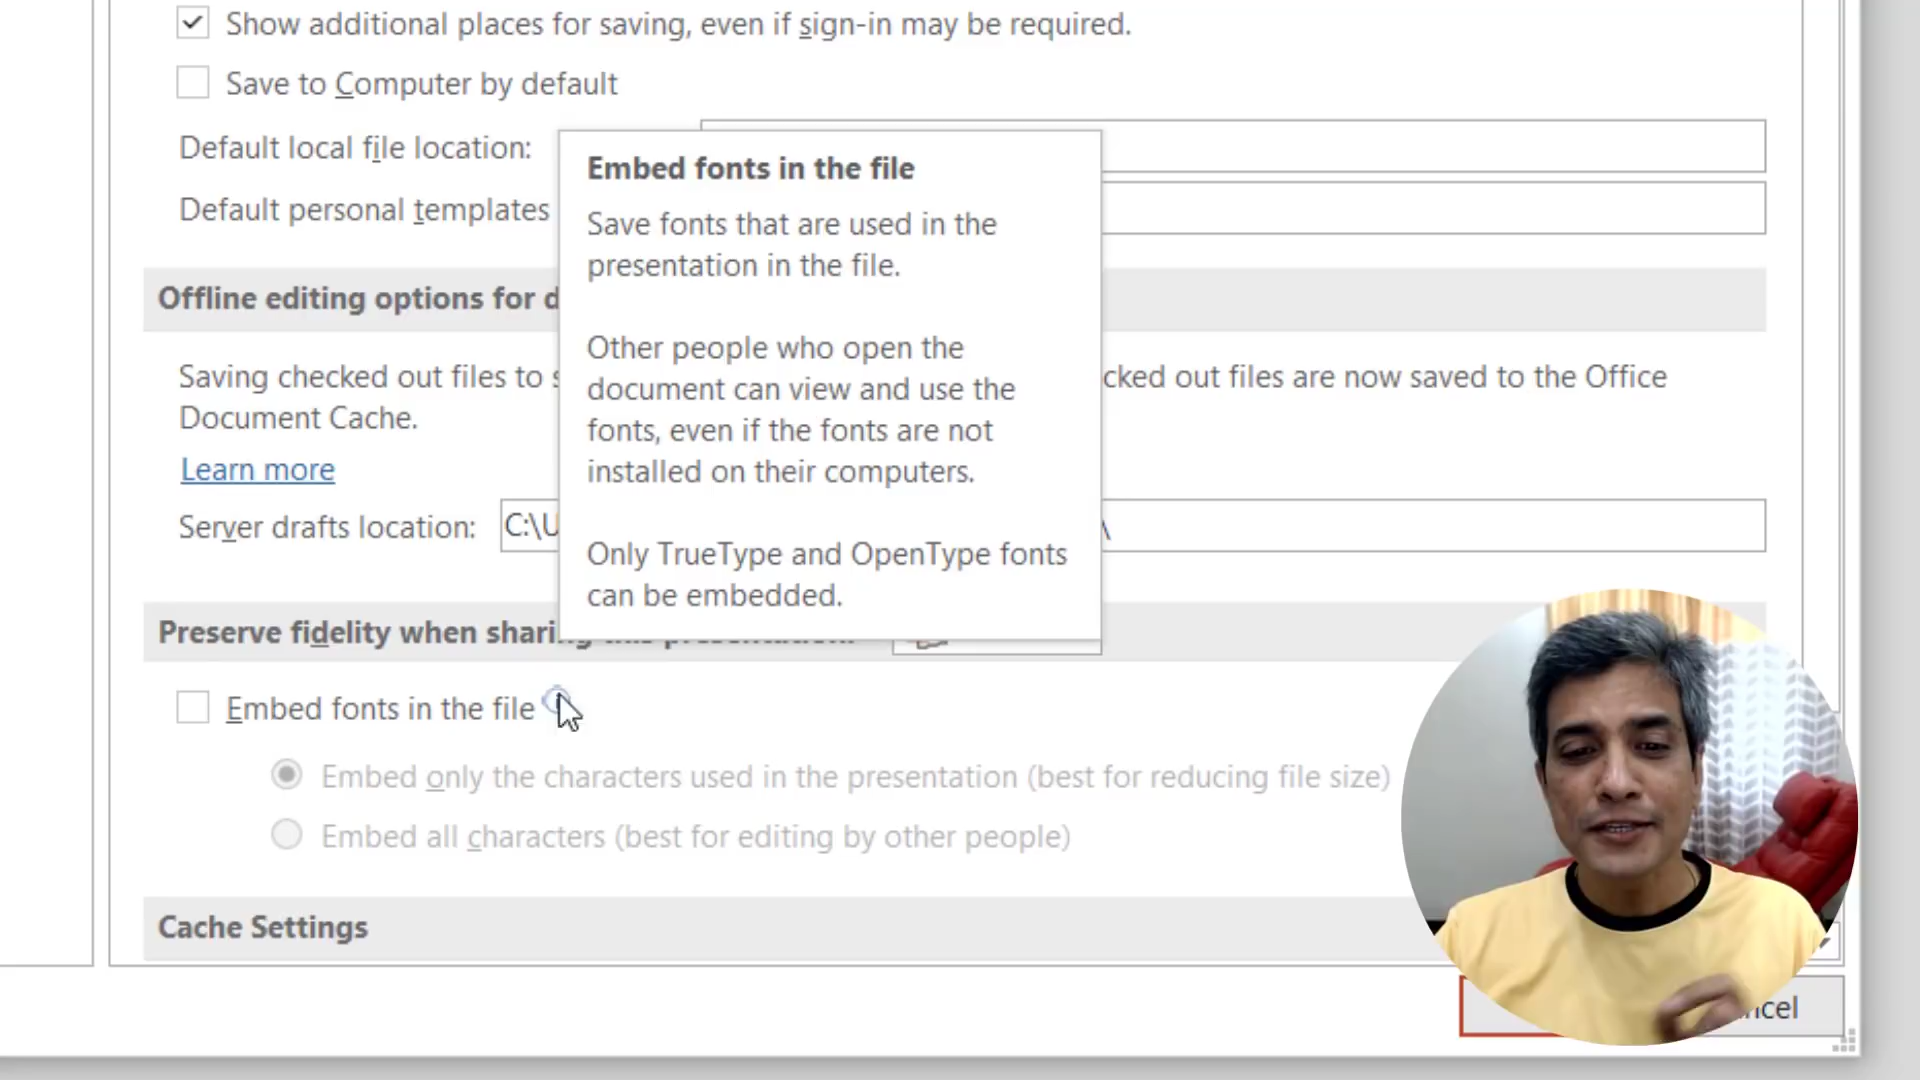 Show additional places for saving, even if sign-in may be required.
Save to Computer by default
Default local file location:
Default personal templates
Embed fonts in the file
Save fonts that are used in the
presentation in the file.
Other people who open the
document can view and use the
fonts, even if the fonts are not
installed on their computers.
Only TrueType and OpenType fonts
can be embedded.
Offline editing options for d
Saving checked out files to s
cked out files are now saved to the Office
Document Cache.
Learn more
Server drafts location:
C:\U
\
Preserve fidelity when shari
Embed fonts in the file
Embed only the characters used in the presentation (best for reducing file size)
Embed all characters (best for editing by other people)
Cache Settings
ncel